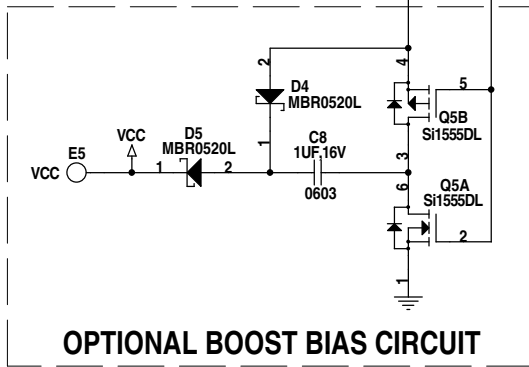 2
4
D4
MBR0520L
5
Q5B
Si1555DL
VCC
D5
MBR0520L
1
C8
1UF,16V
3
VCC
E5
1
2
0603
6
Q5A
Si1555DL
2
1
OPTIONAL BOOST BIAS CIRCUIT